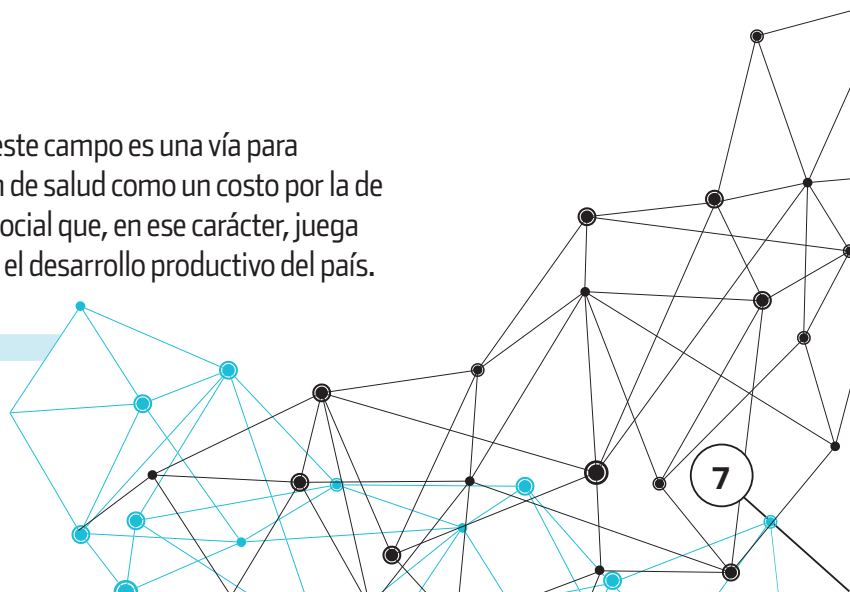 este campo es una vía para
de salud como un costo por la de
que, en ese carácter, juega
el desarrollo productivo del país.
7